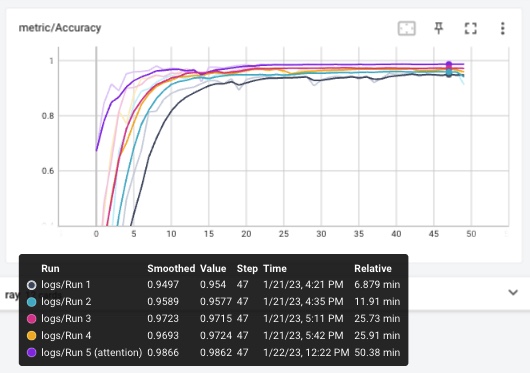 metric/Accuracy
1
0.8
0.6
0 5 10 15 20 25 30 35 40 45 50
Run Smoothed Value Step Time Relative
logs/Run 1 0.9497 0.954 47 1/21/23, 4:21 PM 6.879 min
logs/Run 2 0.9589 0.9577 47 1/21/23, 4:35 PM 11.91 min
ray
logs/Run 3 0.9723 0.9715 47 1/21/23, 5:11 PM 25.73 min
logs/Run 4 0.9693 0.9724 47 1/21/23, 5:42 PM 25.91 min
logs/Run 5 (attention) 0.9866 0.9862 47 1/22/23, 12:22 PM 50.38 min